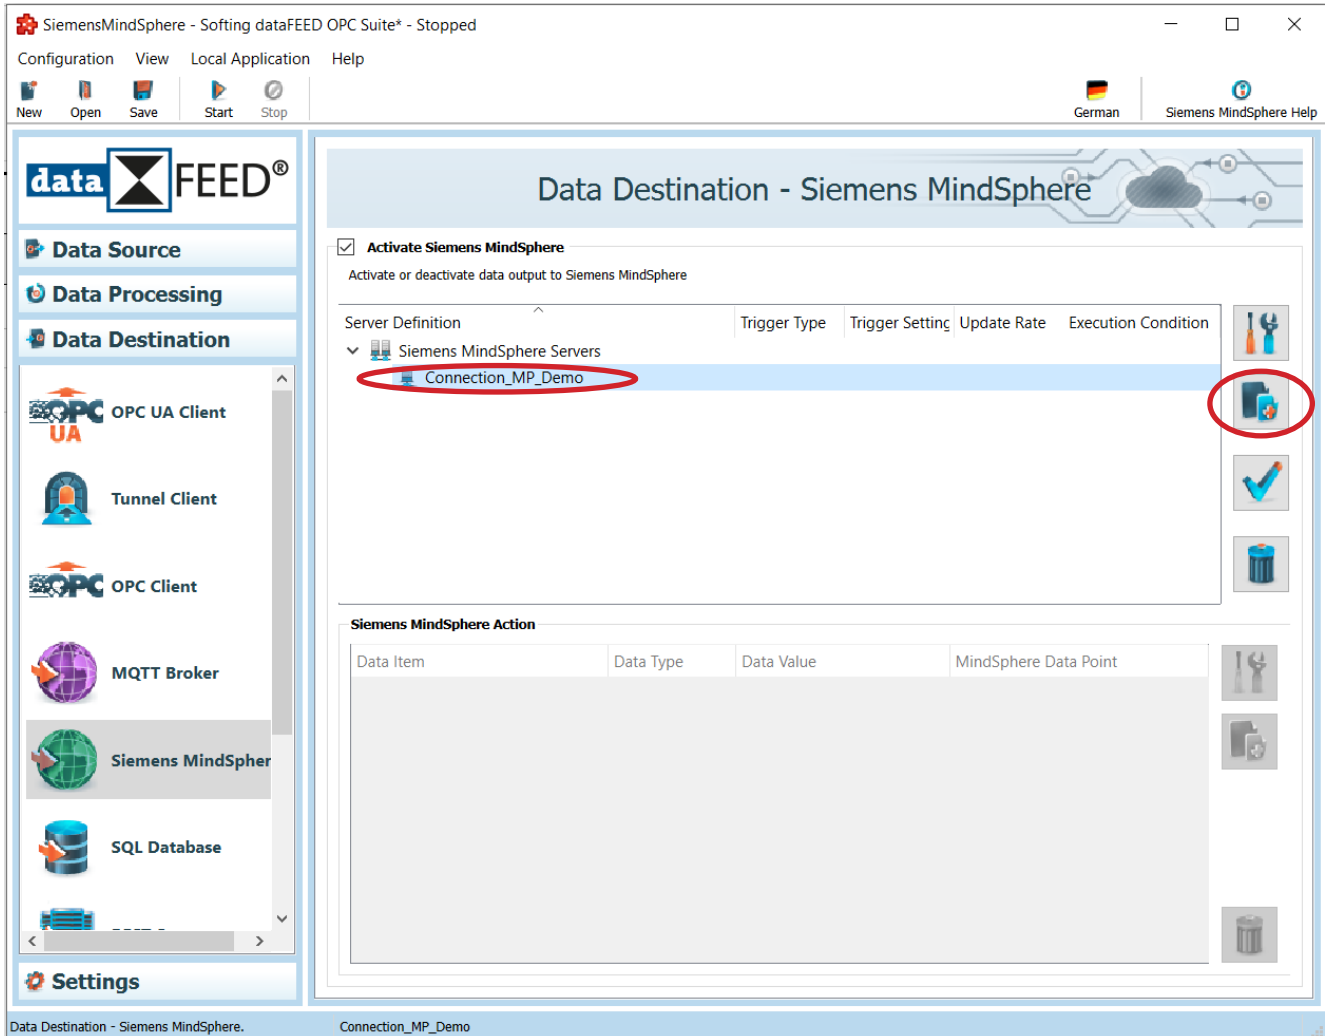 SiemensMindSphere - Softing dataFEED OPC Suite* - Stopped
Configuration View Local Application Help
New Open Save Start Stop German Siemens MindSphere Help
data FEED®
Data Destination - Siemens MindSphere
Data Source
Data Processing
Data Destination
OPC UA Client
Tunnel Client
OPC Client
MQTT Broker
Siemens MindSpher
SQL Database
Settings
Activate Siemens MindSphere
Activate or deactivate data output to Siemens MindSphere
Server Definition Trigger Type Trigger Setting Update Rate Execution Condition
Siemens MindSphere Servers
Connection_MP_Demo
Siemens MindSphere Action
Data Item Data Type Data Value MindSphere Data Point
Data Destination - Siemens MindSphere. Connection_MP_Demo